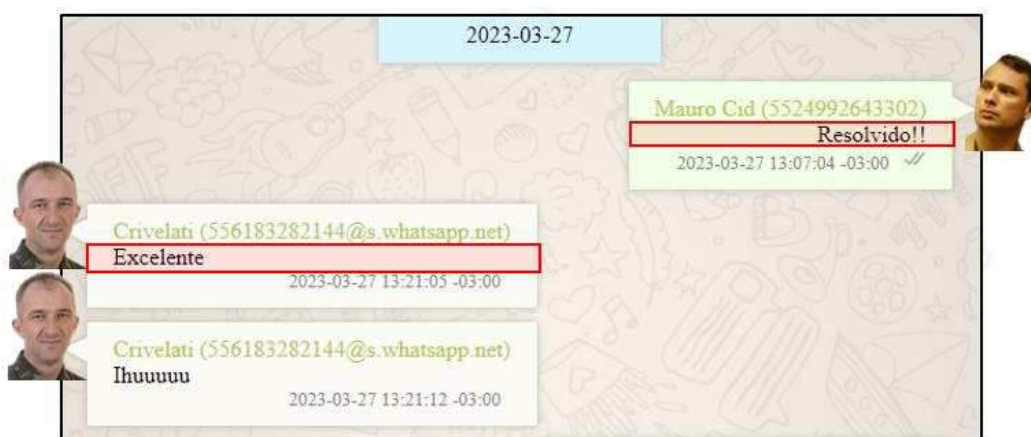 2023-03-27
Mauro Cid (5524992643302)
Resolvido!!
2023-03-27 13:07:04 -03:00
Crivelati (556183282144@s.whatsapp.net)
Excelente
2023-03-27 13:21:05 -03:00
Crivelati (556183282144@s.whatsapp.net)
Ihuuuuu
2023-03-27 13:21:12 -03:00